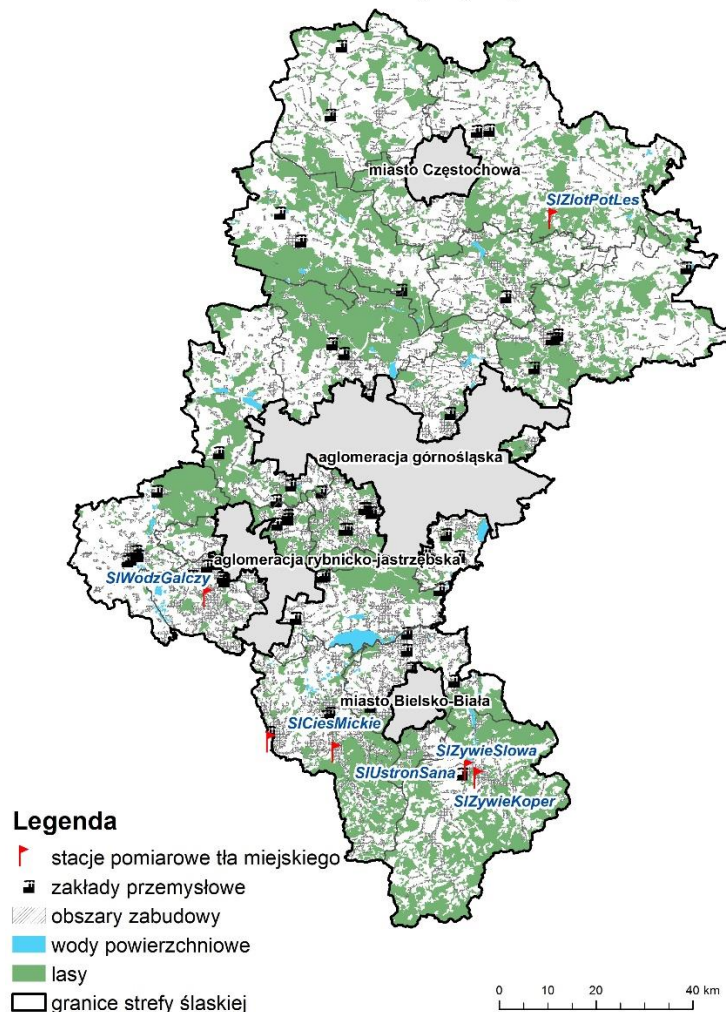 miasto Częstochowa
SlZlotPotLes
aglomeracja górnośląska
aglomeracja rybnicko-jastrzębska
SlWodzGalczy
miasto Bielsko-Biała
SlCiesMickie
SlZywieSlowa
SlUstronSana
SlZywieKoper
Legenda
stacje pomiarowe tła miejskiego
zakłady przemysłowe
obszary zabudowy
wody powierzchniowe
lasy
granice strefy ślaskiej
0 10 20 40 km